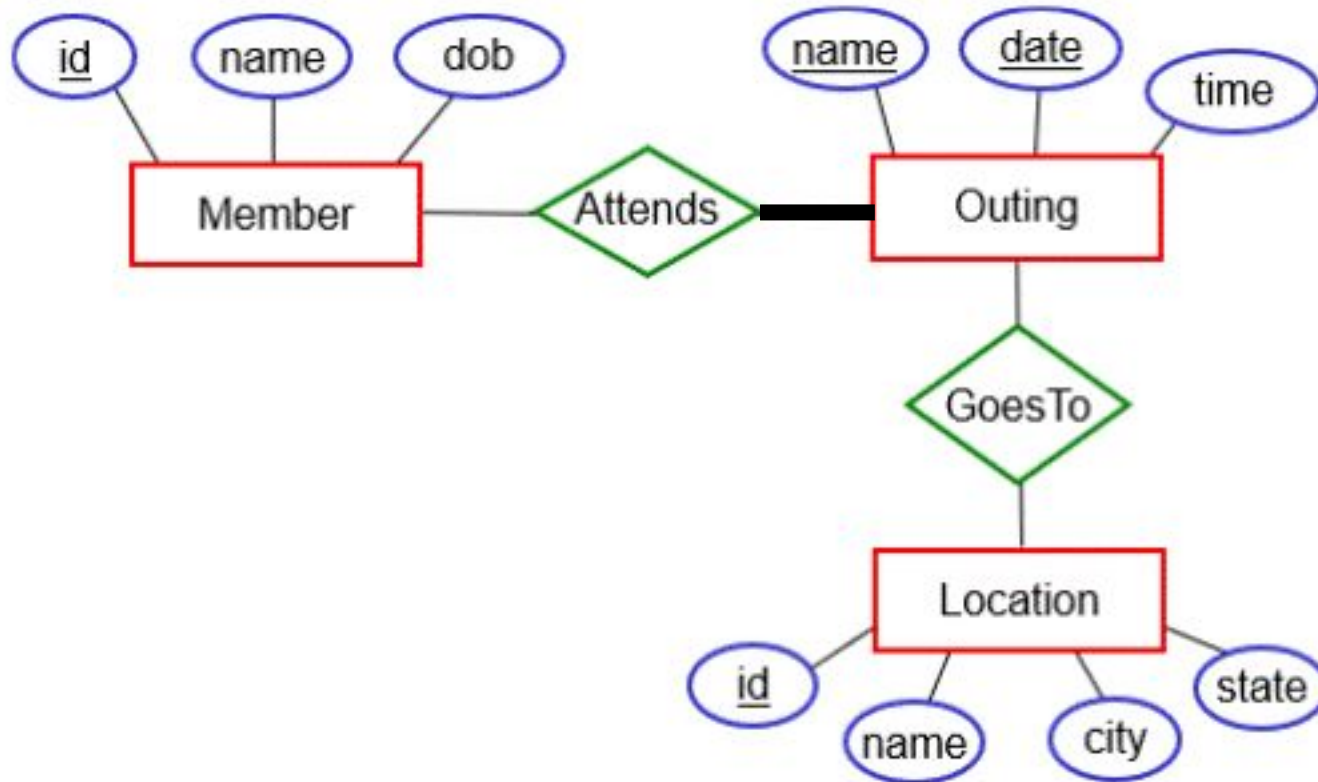 id
name
dob
name
date
time
Member
Attends
Outing
GoesTo
Location
id
name
city
state